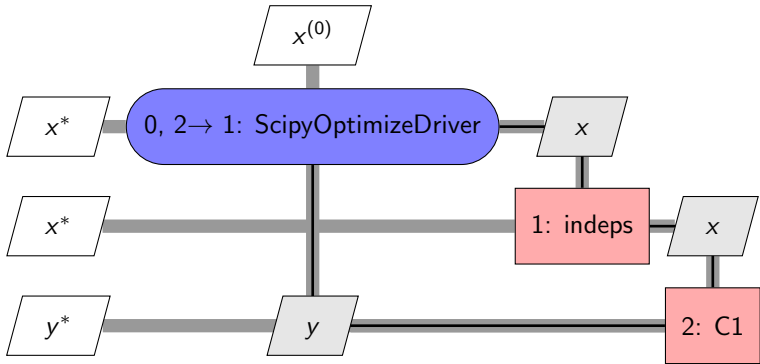 x^(0)
x* 0, 2→ 1: ScipyOptimizeDriver x
x* 1: indeps x
y* y 2: C1